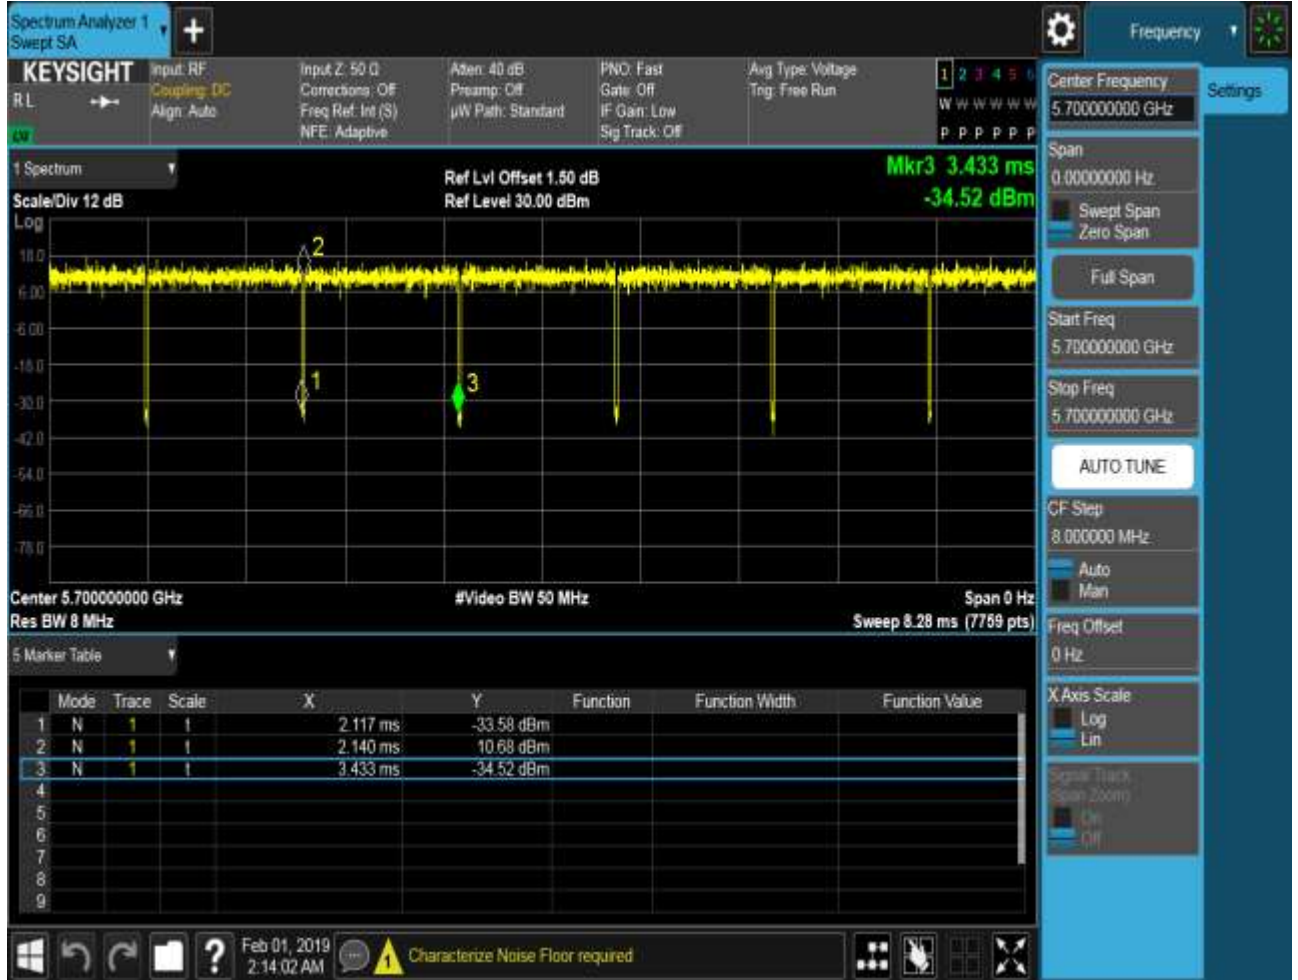 Spectrum Analyzer 1
Swept SA
+
Frequency
KEYSIGHT
RL
Input: RF
Coupling: DC
Align: Auto
Input Z: 50 Ω
Corrections: Off
Freq Ref: Int (S)
NFE: Adaptive
Atten: 40 dB
Preamp: Off
µW Path: Standard
PNO: Fast
Gate: Off
IF Gain: Low
Sig Track: Off
Avg Type: Voltage
Trig: Free Run
1 2 3 4 5 6
W W W W W W
P P P P P P
1 Spectrum
Scale/Div 12 dB
Log
Ref Lvl Offset 1.50 dB
Ref Level 30.00 dBm
Mkr3 3.433 ms
-34.52 dBm
18.0
6.00
-6.00
-18.0
-30.0
-42.0
-54.0
-66.0
-78.0
2
1
3
Center 5.700000000 GHz
Res BW 8 MHz
#Video BW 50 MHz
Span 0 Hz
Sweep 8.28 ms (7759 pts)
5 Marker Table
Mode Trace Scale X Y Function Function Width Function Value
1 N 1 t 2.117 ms -33.58 dBm
2 N 1 t 2.140 ms 10.68 dBm
3 N 1 t 3.433 ms -34.52 dBm
4
5
6
7
8
9
Center Frequency
5.700000000 GHz
Settings
Span
0.00000000 Hz
Swept Span
Zero Span
Full Span
Start Freq
5.700000000 GHz
Stop Freq
5.700000000 GHz
AUTO TUNE
CF Step
8.000000 MHz
Auto
Man
Freq Offset
0 Hz
X Axis Scale
Log
Lin
Signal Track
(Span Zoom)
On
Off
?
Feb 01, 2019
2:14:02 AM
1
Characterize Noise Floor required